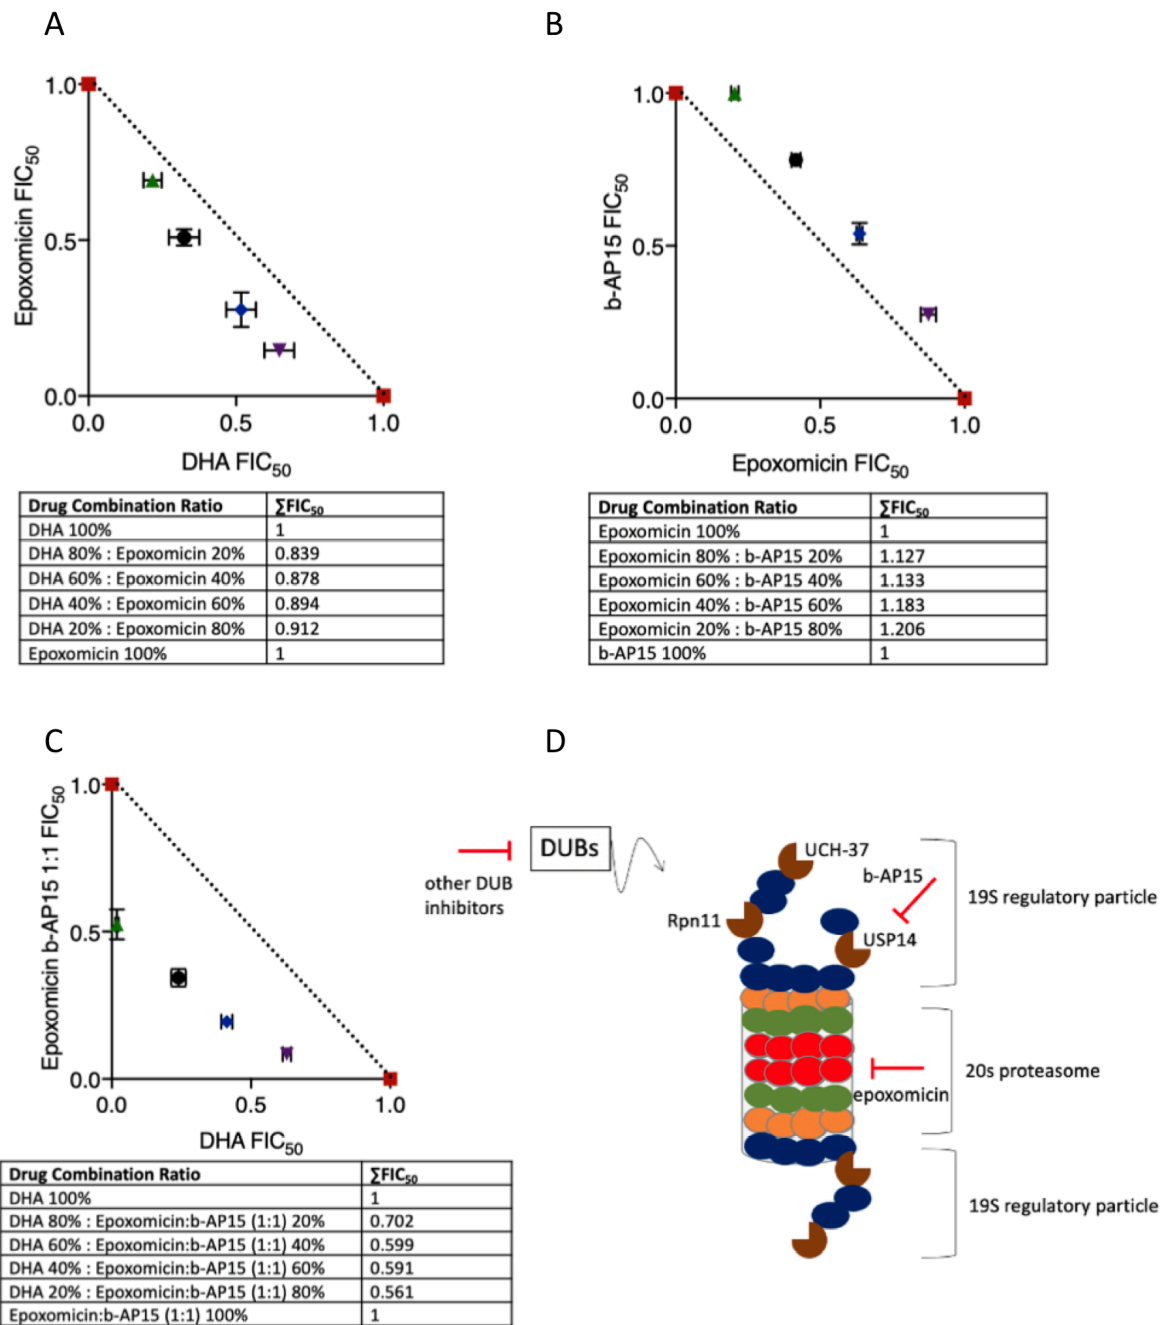 A
1.0
0.5
0.0
0.0 0.5 1.0
Epoxomicin FIC50
DHA FIC50
Drug Combination Ratio ∑FIC50
DHA 100% 1
DHA 80% : Epoxomicin 20% 0.839
DHA 60% : Epoxomicin 40% 0.878
DHA 40% : Epoxomicin 60% 0.894
DHA 20% : Epoxomicin 80% 0.912
Epoxomicin 100% 1
B
1.0
0.5
0.0
0.0 0.5 1.0
b-AP15 FIC50
Epoxomicin FIC50
Drug Combination Ratio ∑FIC50
Epoxomicin 100% 1
Epoxomicin 80% : b-AP15 20% 1.127
Epoxomicin 60% : b-AP15 40% 1.133
Epoxomicin 40% : b-AP15 60% 1.183
Epoxomicin 20% : b-AP15 80% 1.206
b-AP15 100% 1
C
1.0
0.5
0.0
0.0 0.5 1.0
Epoxomicin b-AP15 1:1 FIC50
DHA FIC50
Drug Combination Ratio ∑FIC50
DHA 100% 1
DHA 80% : Epoxomicin:b-AP15 (1:1) 20% 0.702
DHA 60% : Epoxomicin:b-AP15 (1:1) 40% 0.599
DHA 40% : Epoxomicin:b-AP15 (1:1) 60% 0.591
DHA 20% : Epoxomicin:b-AP15 (1:1) 80% 0.561
Epoxomicin:b-AP15 (1:1) 100% 1
D
DUBs
other DUB
inhibitors
UCH-37
b-AP15
Rpn11
USP14
19S regulatory particle
20s proteasome
epoxomicin
19S regulatory particle